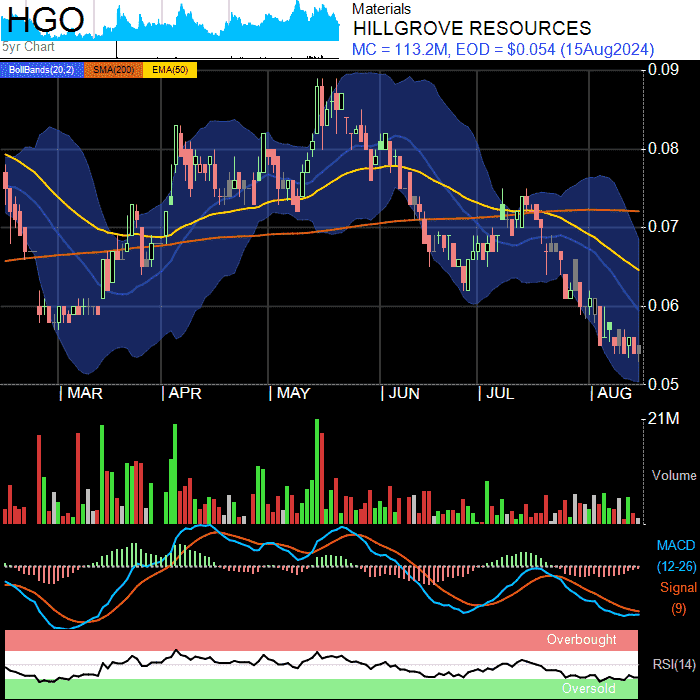 HGO
5yr Chart
Materials
HILLGROVE RESOURCES
MC = 113.2M, EOD = $0.054 (15Aug2024)
BollBands(20,2) SMA(200) EMA(50)
0.09
0.08
0.07
0.06
0.05
MAR APR MAY JUN JUL AUG
21M
Volume
MACD
(12-26)
Signal
(9)
Overbought
RSI(14)
Oversold